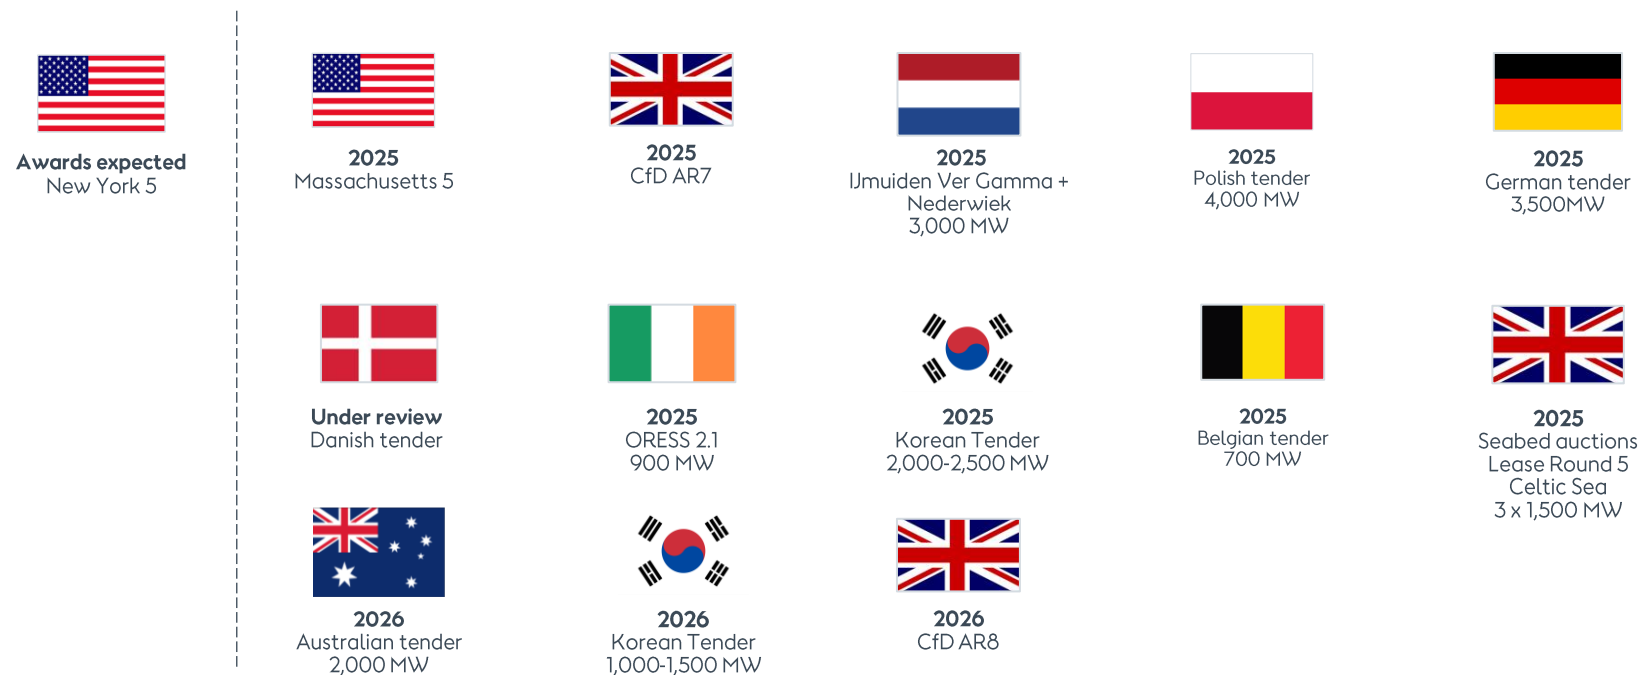 Awards expected
New York 5
2025
Massachusetts 5
2025
CfD AR7
2025
IJmuiden Ver Gamma +
Nederwiek
3,000 MW
2025
Polish tender
4,000 MW
2025
German tender
3,500MW
Under review
Danish tender
2025
ORESS 2.1
900 MW
2025
Korean Tender
2,000-2,500 MW
2025
Belgian tender
700 MW
2025
Seabed auctions
Lease Round 5
Celtic Sea
3 x 1,500 MW
2026
Australian tender
2,000 MW
2026
Korean Tender
1,000-1,500 MW
2026
CfD AR8